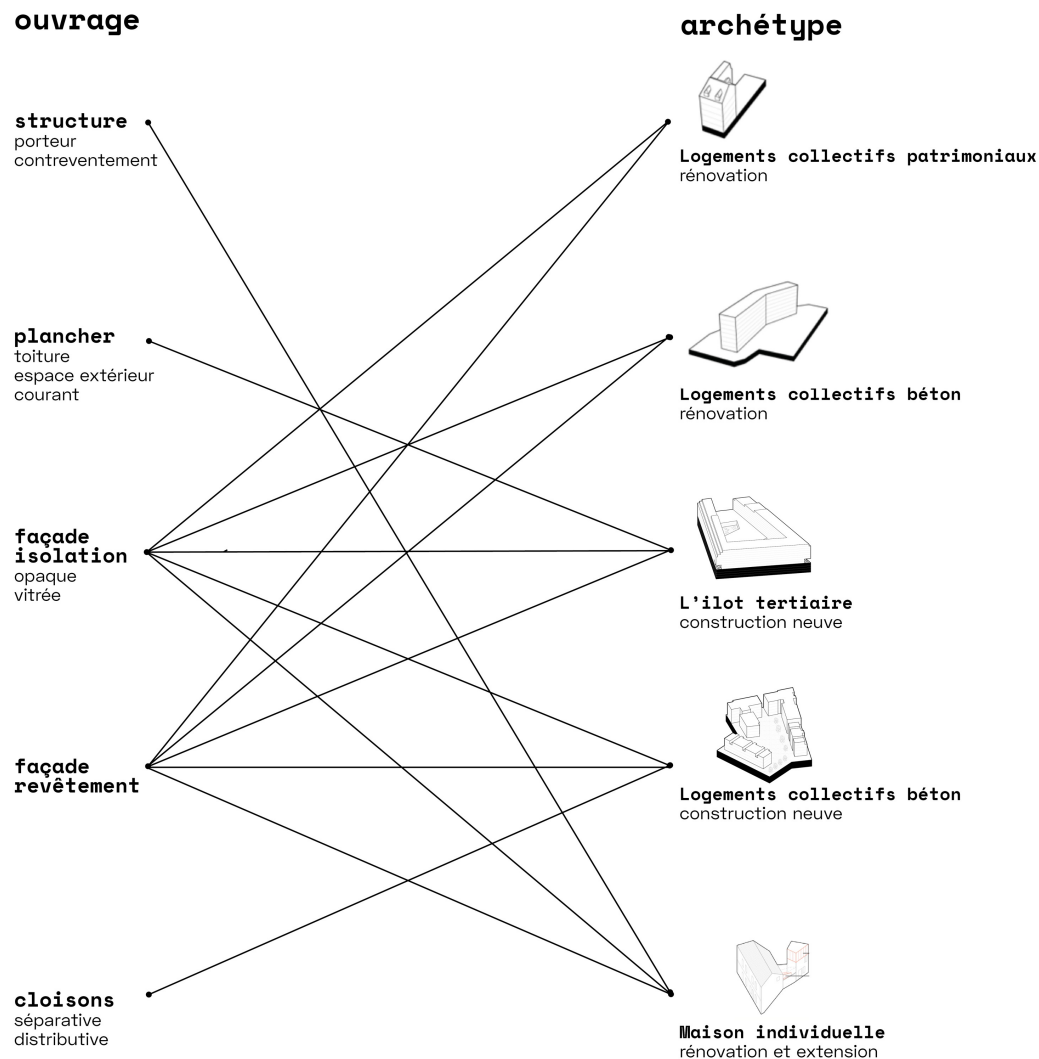 ouvrage
structure
porteur
contreventement
plancher
toiture
espace extérieur
courant
façade
isolation
opaque
vitrée
façade
revêtement
cloisons
séparative
distributive
archétype
Logements collectifs patrimoniaux
rénovation
Logements collectifs béton
rénovation
L'ilot tertiaire
construction neuve
Logements collectifs béton
construction neuve
Maison individuelle
rénovation et extension